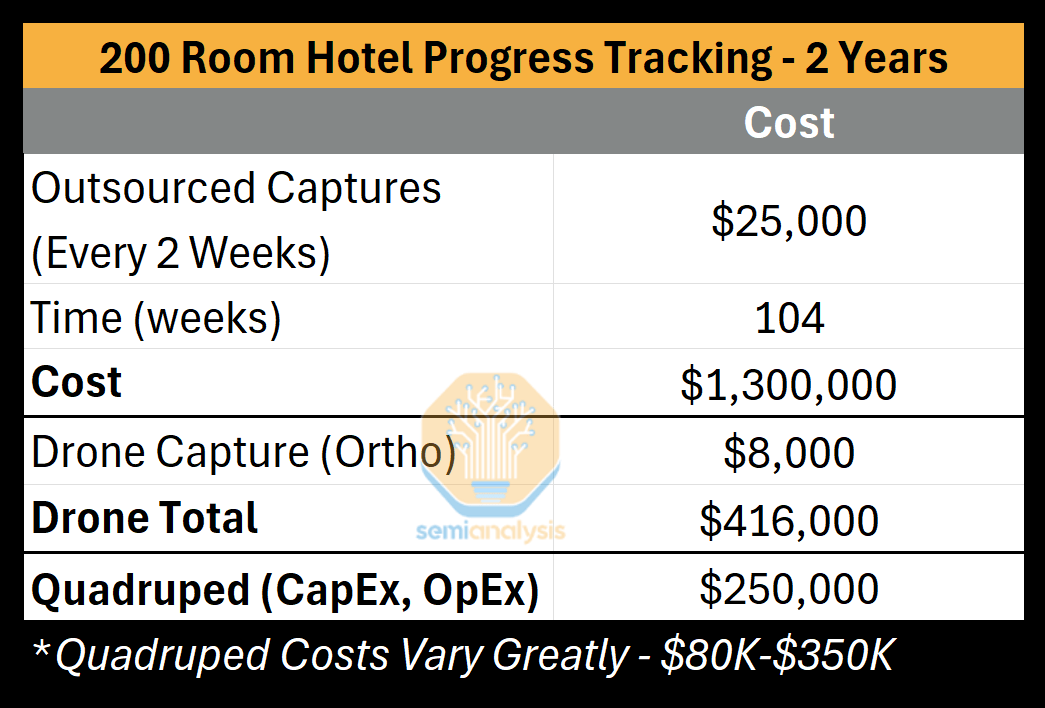 200 Room Hotel Progress Tracking - 2 Years
Cost
Outsourced Captures
(Every 2 Weeks)
$25,000
Time (weeks)
104
Cost
$1,300,000
Drone Capture (Ortho)
$8,000
Drone Total
$416,000
semianalysis
Quadruped (CapEx, OpEx)
$250,000
*Quadruped Costs Vary Greatly - $80K-$350K